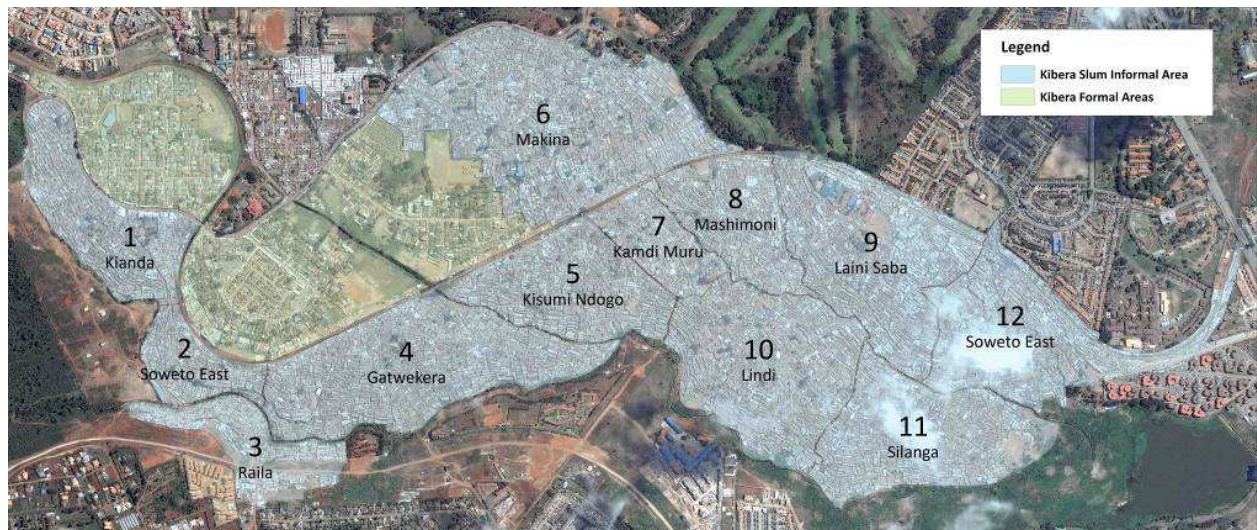 Legend
Kibera Slum Informal Area
Kibera Formal Areas
6
Makina
8
Mashimoni
1
Kianda
7
Kamdi Muru
9
Laini Saba
5
Kisumi Ndogo
12
Soweto East
2
Soweto East
4
Gatwekera
10
Lindi
11
Silanga
3
Raila